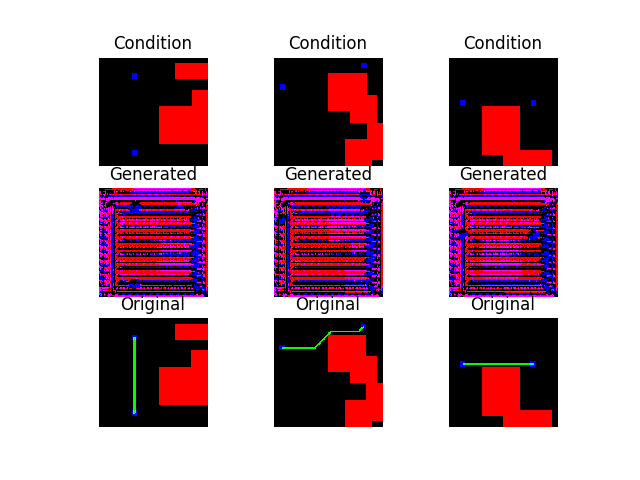 Condition Condition Condition
Generated Generated Generated
Original Original Original